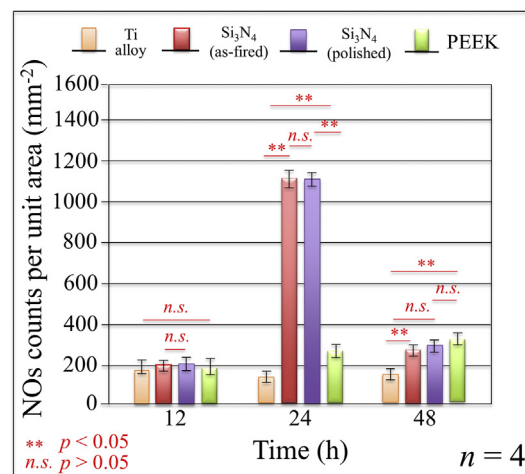 Ti alloy
Si₃N₄ (as-fired)
Si₃N₄ (polished)
PEEK
NOs counts per unit area (mm⁻²)
1600
1400
1200
1000
800
600
400
200
0
n.s.
n.s.
**
n.s.
**
**
**
n.s.
n.s.
n.s.
**
12
24
48
Time (h)
** p < 0.05
n.s. p > 0.05
n = 4